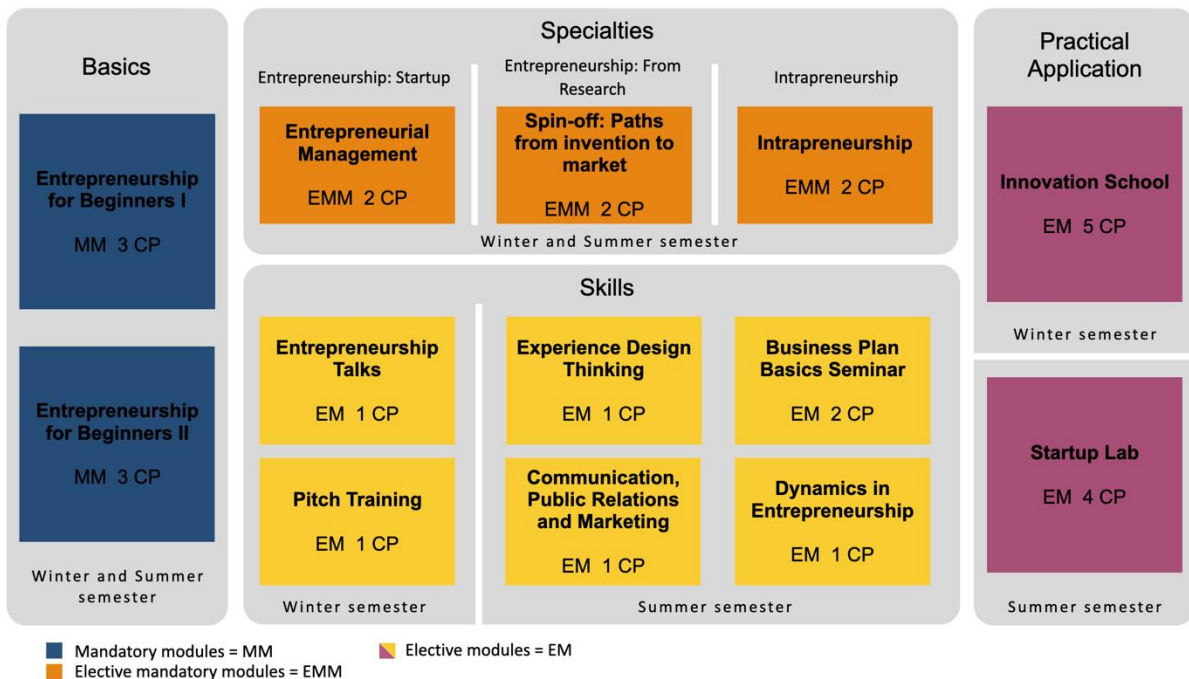 Basics
Entrepreneurship
for Beginners I
MM 3 CP
Entrepreneurship
for Beginners II
MM 3 CP
Winter and Summer
semester
Specialties
Entrepreneurship: Startup
Entrepreneurial
Management
EMM 2 CP
Entrepreneurship: From
Research
Spin-off: Paths
from invention to
market
EMM 2 CP
Intrapreneurship
Intrapreneurship
EMM 2 CP
Winter and Summer semester
Skills
Entrepreneurship
Talks
EM 1 CP
Pitch Training
EM 1 CP
Winter semester
Experience Design
Thinking
EM 1 CP
Business Plan
Basics Seminar
EM 2 CP
Communication,
Public Relations
and Marketing
EM 1 CP
Dynamics in
Entrepreneurship
EM 1 CP
Summer semester
Practical
Application
Innovation School
EM 5 CP
Winter semester
Startup Lab
EM 4 CP
Summer semester
Mandatory modules = MM
Elective mandatory modules = EMM
Elective modules = EM